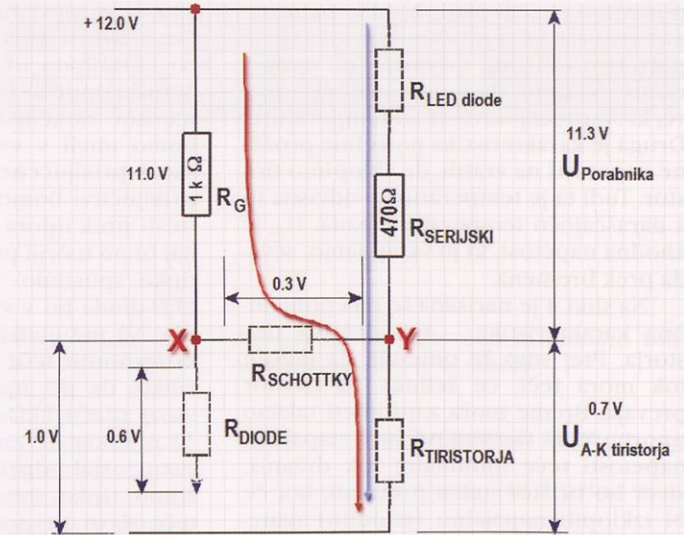 + 12.0 V
R LED diode
11.3 V
U Porabnika
11.0 V
1 k Ω
R G
470Ω
R SERIJSKI
0.3 V
X
Y
R SCHOTTKY
1.0 V
0.6 V
R DIODE
R TIRISTORJA
0.7 V
U A-K tiristorja